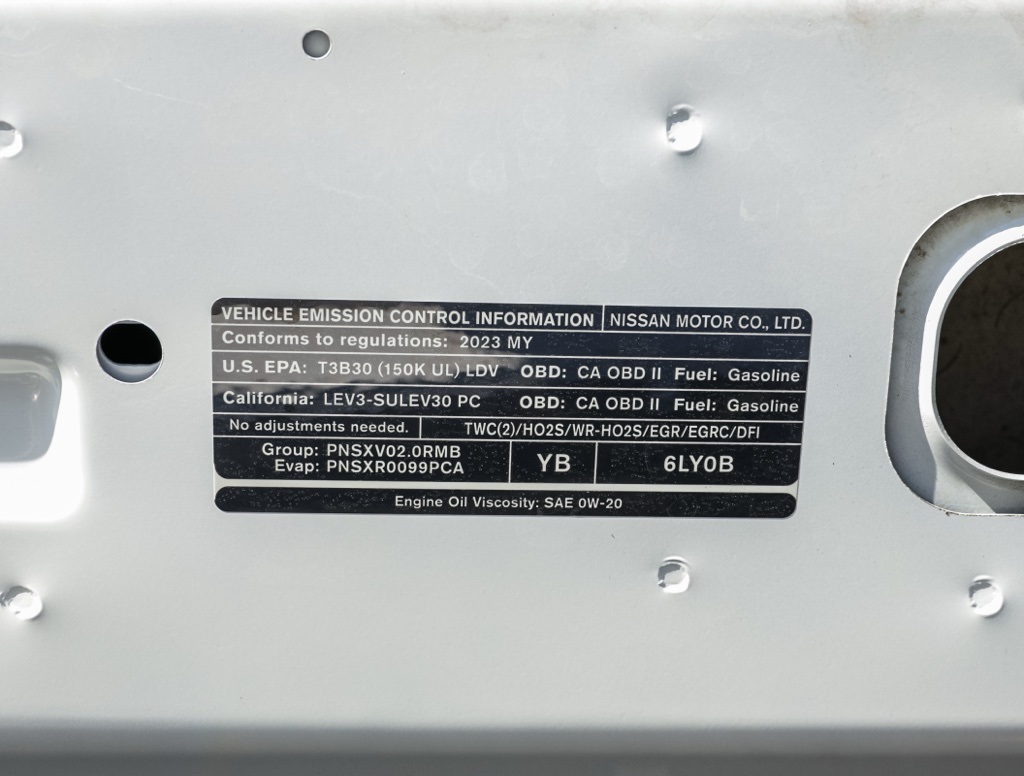 VEHICLE EMISSION CONTROL INFORMATION NISSAN MOTOR CO., LTD.
Conforms to regulations: 2023 MY
U.S. EPA: T3B30 (150K UL) LDV OBD: CA OBD II Fuel: Gasoline
California: LEV3-SULEV30 PC OBD: CA OBD II Fuel: Gasoline
No adjustments needed. TWC(2)/HO2S/WR-HO2S/EGR/EGRC/DFI
Group: PNSXV02.0RMB
Evap: PNSXR0099PCA
YB
6LY0B
Engine Oil Viscosity: SAE 0W-20